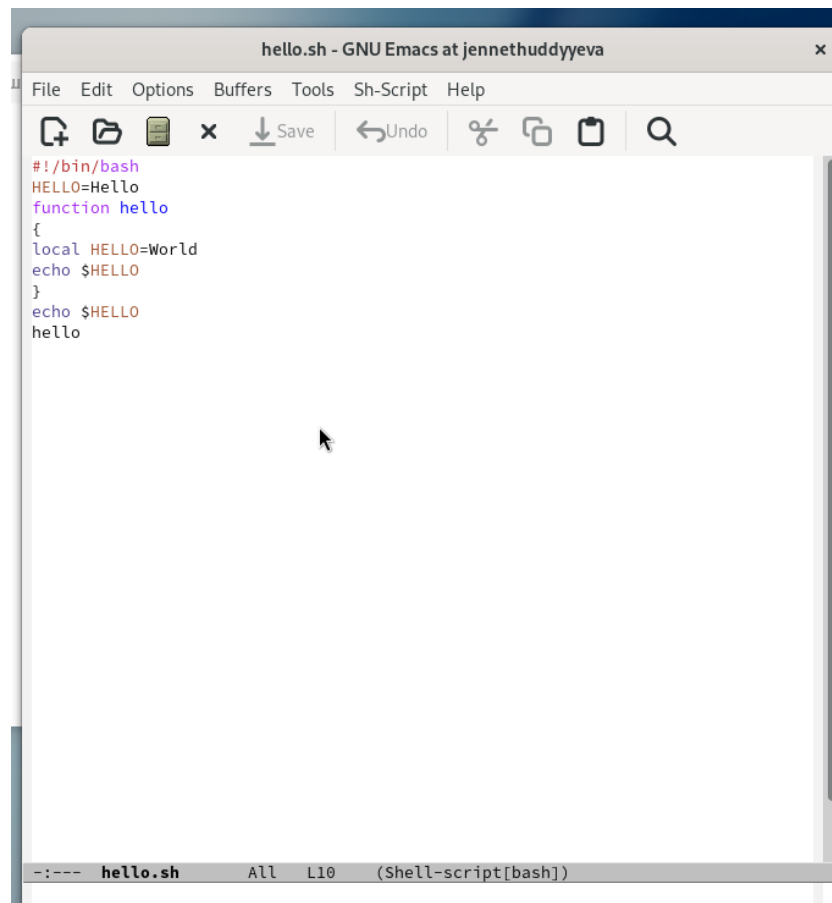 hello.sh - GNU Emacs at jennethuddyyeva
File Edit Options Buffers Tools Sh-Script Help
Save Undo
#!/bin/bash
HELLO=Hello
function hello
{
local HELLO=World
echo $HELLO
}
echo $HELLO
hello
-:--- hello.sh All L10 (Shell-script[bash])